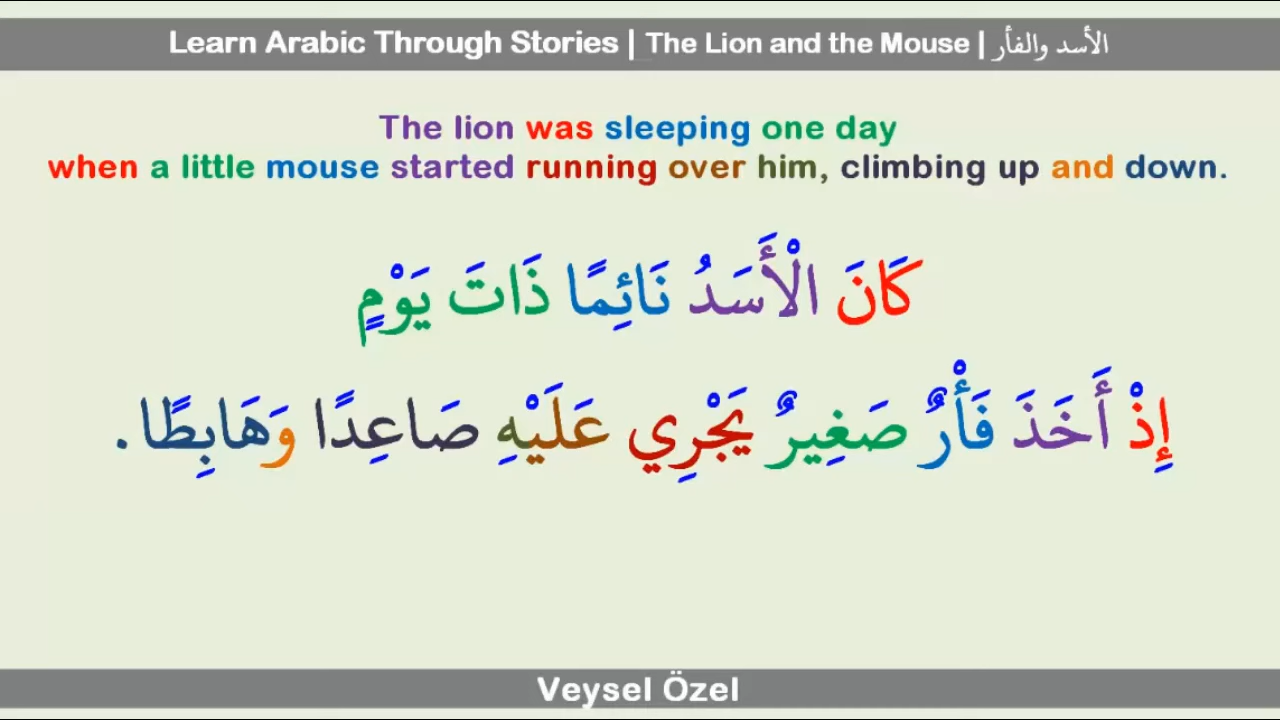 Learn Arabic Through Stories | The Lion and the Mouse | الأسد والفأر
The lion was sleeping one day
when a little mouse started running over him, climbing up and down.
كَانَ الْأَسَدُ نَائِمًا ذَاتَ يَوْمٍ
إِذْ أَخَذَ فَأْرٌ صَغِيرٌ يَجْرِي عَلَيْهِ صَاعِدًا وَهَابِطًا .
Veysel Özel